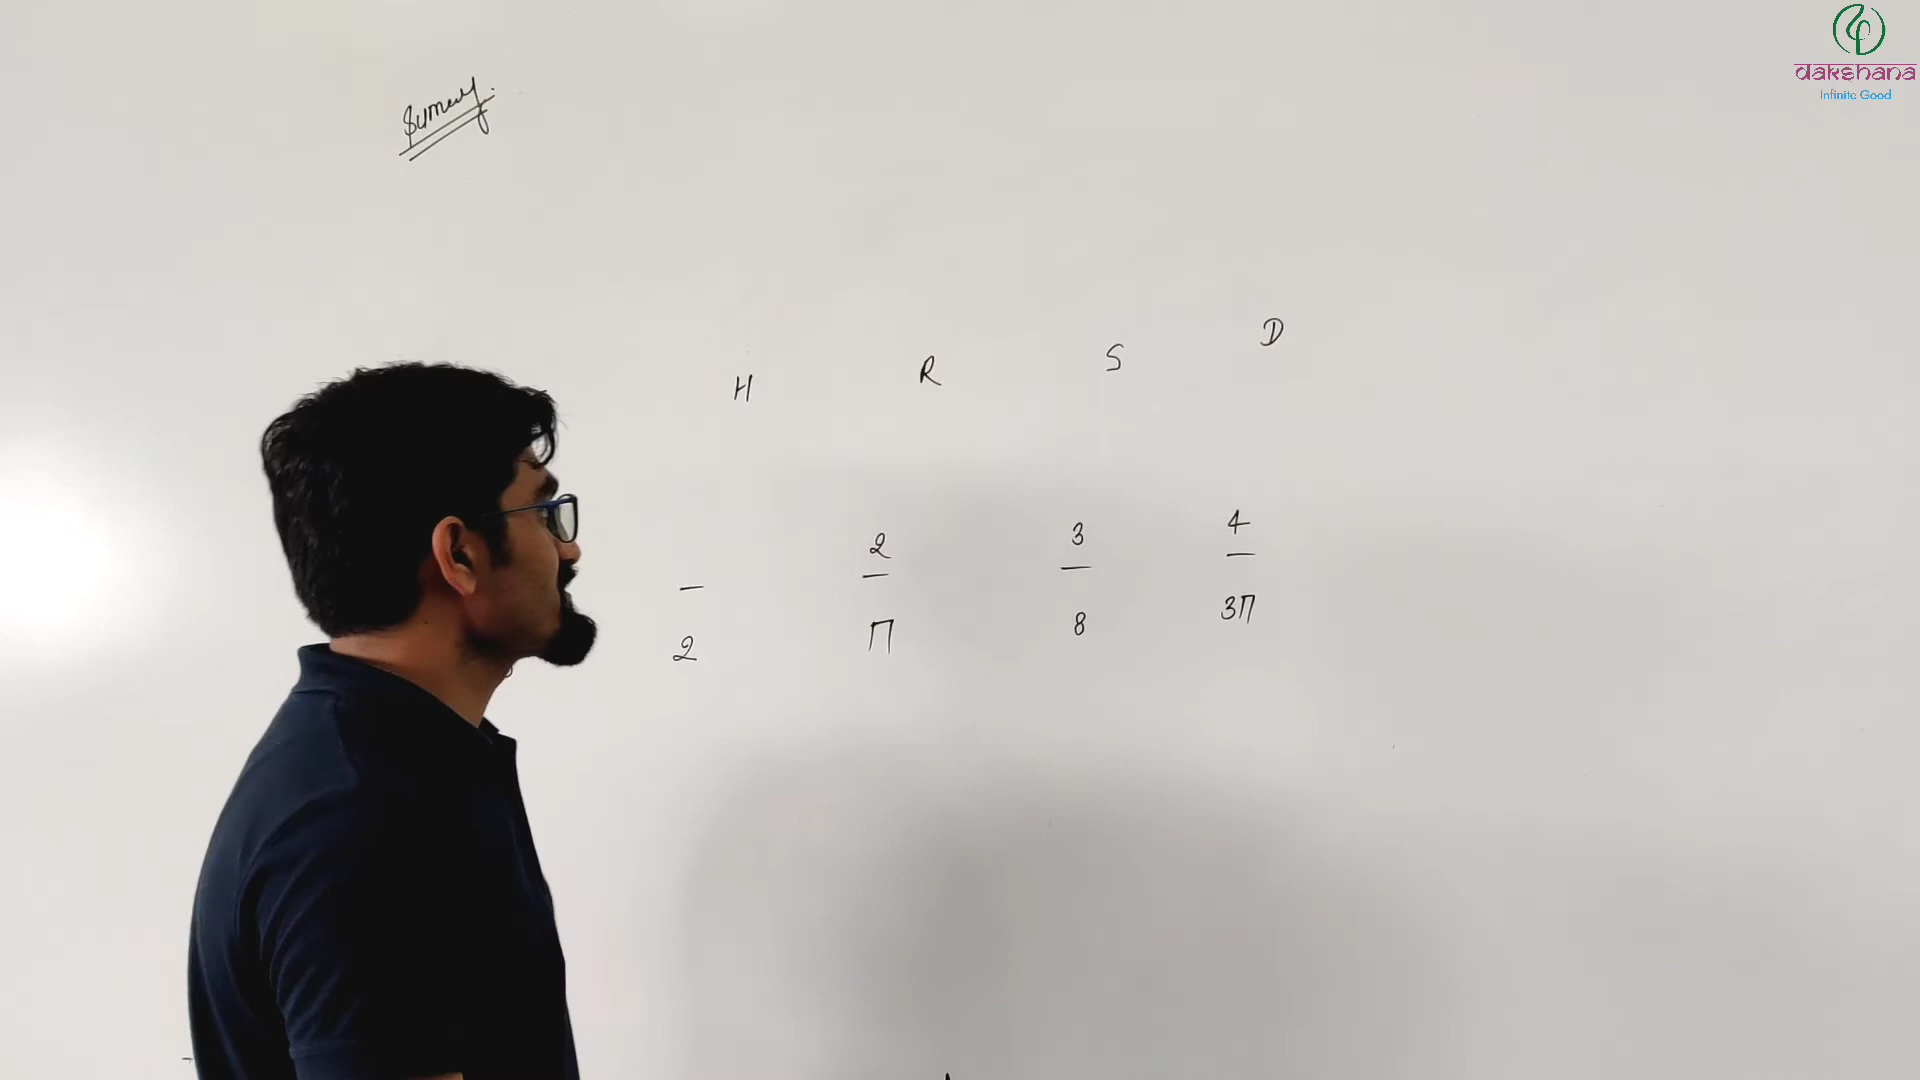 dakshana
Infinite Good
Summary.
H R S D
2 3 4
— — — —
2 Π 8 3Π